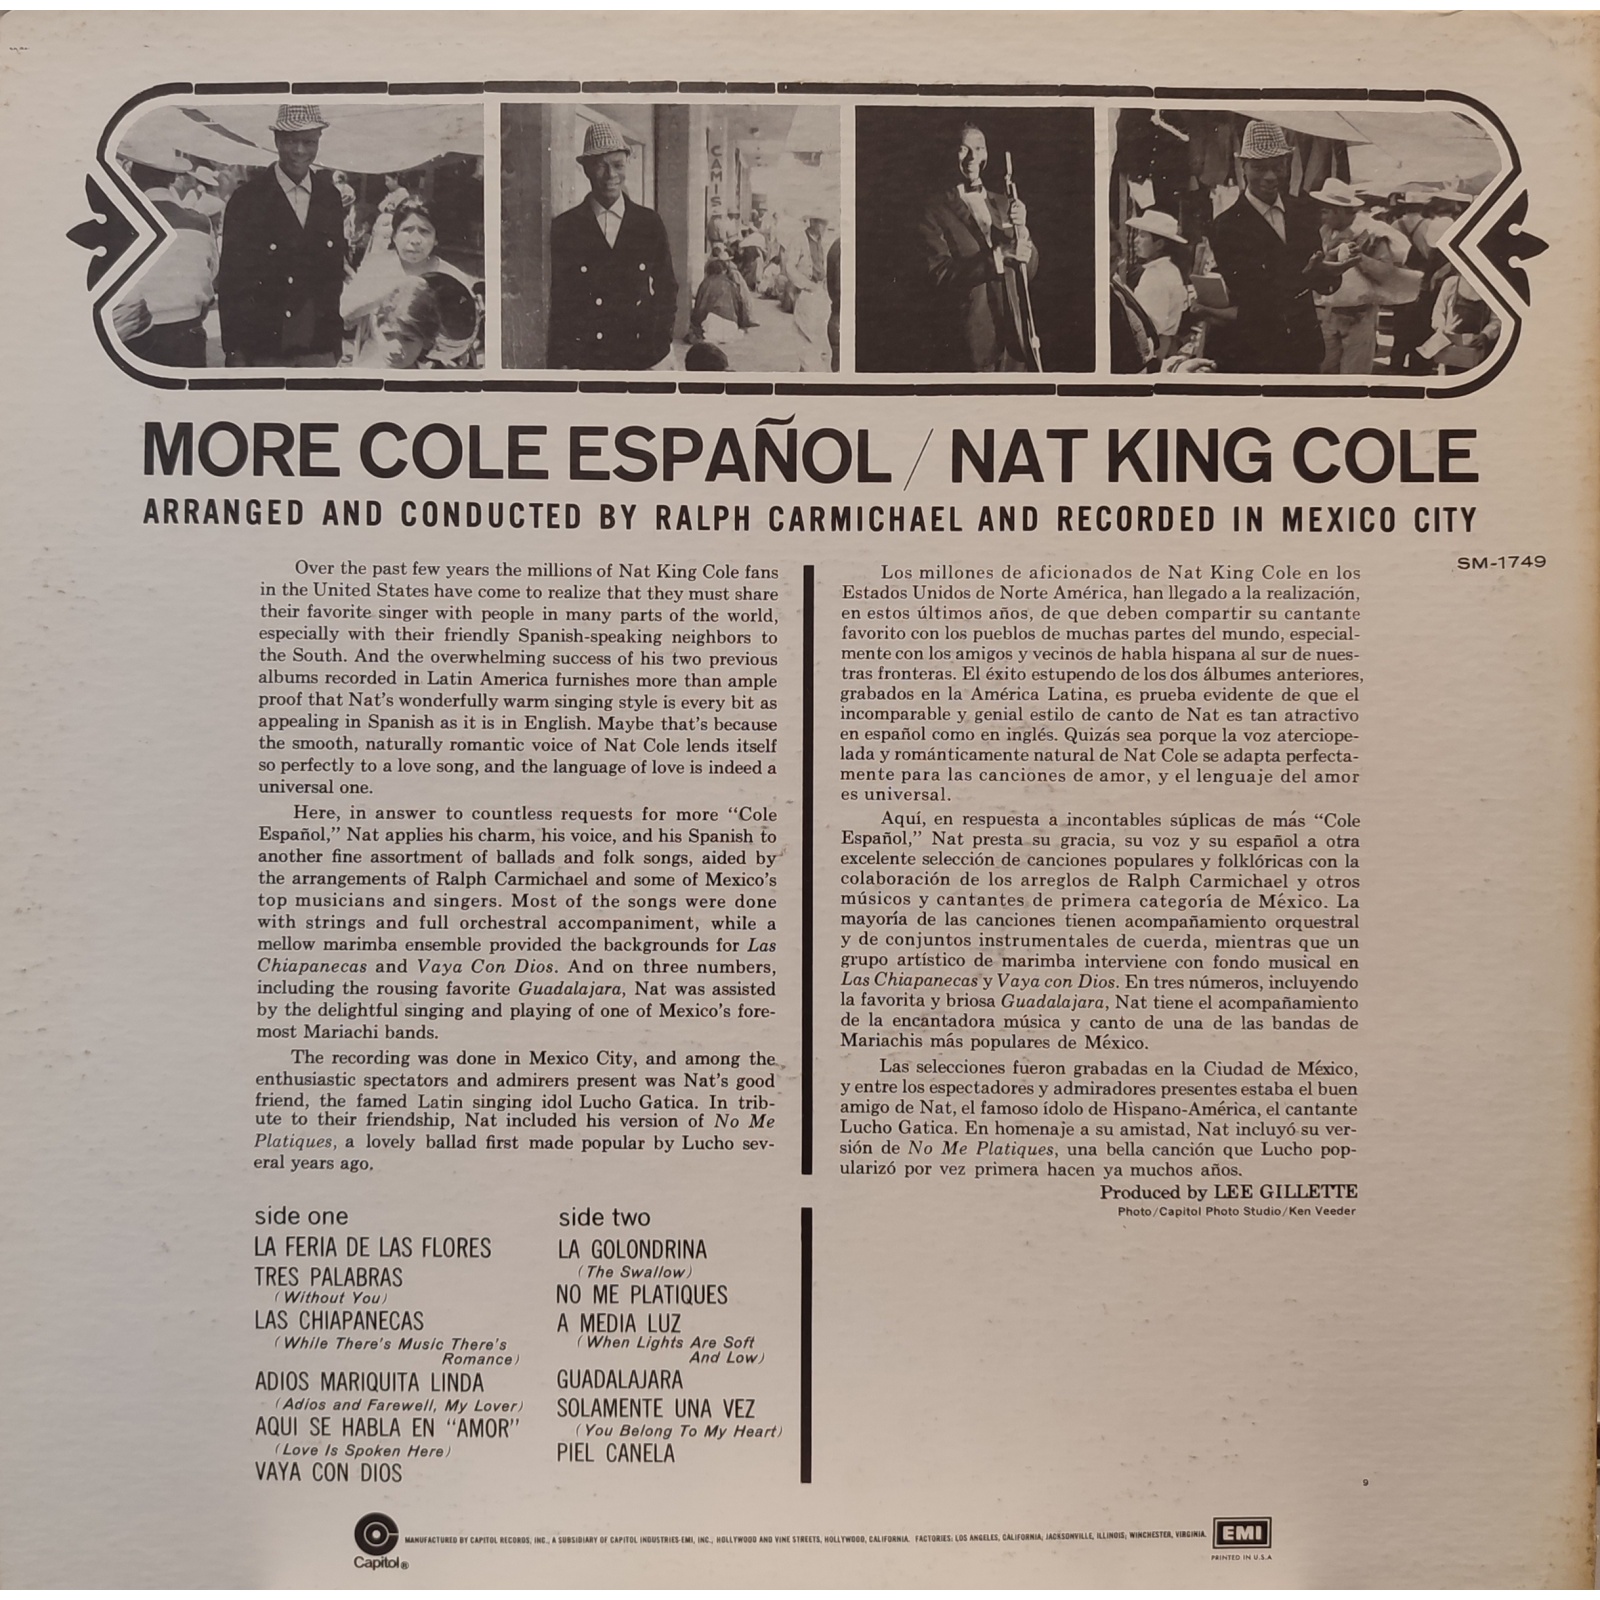 CAMISA
MORE COLE ESPAÑOL / NAT KING COLE
ARRANGED AND CONDUCTED BY RALPH CARMICHAEL AND RECORDED IN MEXICO CITY
SM-1749
Over the past few years the millions of Nat King Cole fans
in the United States have come to realize that they must share
their favorite singer with people in many parts of the world,
especially with their friendly Spanish-speaking neighbors to
the South. And the overwhelming success of his two previous
albums recorded in Latin America furnishes more than ample
proof that Nat's wonderfully warm singing style is every bit as
appealing in Spanish as it is in English. Maybe that's because
the smooth, naturally romantic voice of Nat Cole lends itself
so perfectly to a love song, and the language of love is indeed a
universal one.
Here, in answer to countless requests for more “Cole
Español,” Nat applies his charm, his voice, and his Spanish to
another fine assortment of ballads and folk songs, aided by
the arrangements of Ralph Carmichael and some of Mexico's
top musicians and singers. Most of the songs were done
with strings and full orchestral accompaniment, while a
mellow marimba ensemble provided the backgrounds for Las
Chiapanecas and Vaya Con Dios. And on three numbers,
including the rousing favorite Guadalajara, Nat was assisted
by the delightful singing and playing of one of Mexico's fore-
most Mariachi bands.
The recording was done in Mexico City, and among the
enthusiastic spectators and admirers present was Nat's good
friend, the famed Latin singing idol Lucho Gatica. In trib-
ute to their friendship, Nat included his version of No Me
Platiques, a lovely ballad first made popular by Lucho sev-
eral years ago.
Los millones de aficionados de Nat King Cole en los
Estados Unidos de Norte América, han llegado a la realización,
en estos últimos años, de que deben compartir su cantante
favorito con los pueblos de muchas partes del mundo, especial-
mente con los amigos y vecinos de habla hispana al sur de nues-
tras fronteras. El éxito estupendo de los dos álbumes anteriores,
grabados en la América Latina, es prueba evidente de que el
incomparable y genial estilo de canto de Nat es tan atractivo
en español como en inglés. Quizás sea porque la voz aterciope-
lada y románticamente natural de Nat Cole se adapta perfecta-
mente para las canciones de amor, y el lenguaje del amor
es universal.
Aquí, en respuesta a incontables súplicas de más “Cole
Español,” Nat presta su gracia, su voz y su español a otra
excelente selección de canciones populares y folklóricas con la
colaboración de los arreglos de Ralph Carmichael y otros
músicos y cantantes de primera categoría de México. La
mayoría de las canciones tienen acompañamiento orquestral
y de conjuntos instrumentales de cuerda, mientras que un
grupo artístico de marimba interviene con fondo musical en
Las Chiapanecas y Vaya con Dios. En tres números, incluyendo
la favorita y briosa Guadalajara, Nat tiene el acompañamiento
de la encantadora música y canto de una de las bandas de
Mariachis más populares de México.
Las selecciones fueron grabadas en la Ciudad de México,
y entre los espectadores y admiradores presentes estaba el buen
amigo de Nat, el famoso ídolo de Hispano-América, el cantante
Lucho Gatica. En homenaje a su amistad, Nat incluyó su ver-
sión de No Me Platiques, una bella canción que Lucho pop-
ularizó por vez primera hacen ya muchos años.
Produced by LEE GILLETTE
Photo/Capitol Photo Studio/Ken Veeder
side one
LA FERIA DE LAS FLORES
TRES PALABRAS
(Without You)
LAS CHIAPANECAS
(While There's Music There's
Romance)
ADIOS MARIQUITA LINDA
(Adios and Farewell, My Lover)
AQUI SE HABLA EN “AMOR”
(Love Is Spoken Here)
VAYA CON DIOS
side two
LA GOLONDRINA
(The Swallow)
NO ME PLATIQUES
A MEDIA LUZ
(When Lights Are Soft
And Low)
GUADALAJARA
SOLAMENTE UNA VEZ
(You Belong To My Heart)
PIEL CANELA
9
Capitol®
MANUFACTURED BY CAPITOL RECORDS, INC., A SUBSIDIARY OF CAPITOL INDUSTRIES-EMI, INC., HOLLYWOOD AND VINE STREETS, HOLLYWOOD, CALIFORNIA. FACTORIES: LOS ANGELES, CALIFORNIA, JACKSONVILLE, ILLINOIS; WINCHESTER, VIRGINIA.
EMI
PRINTED IN U.S.A